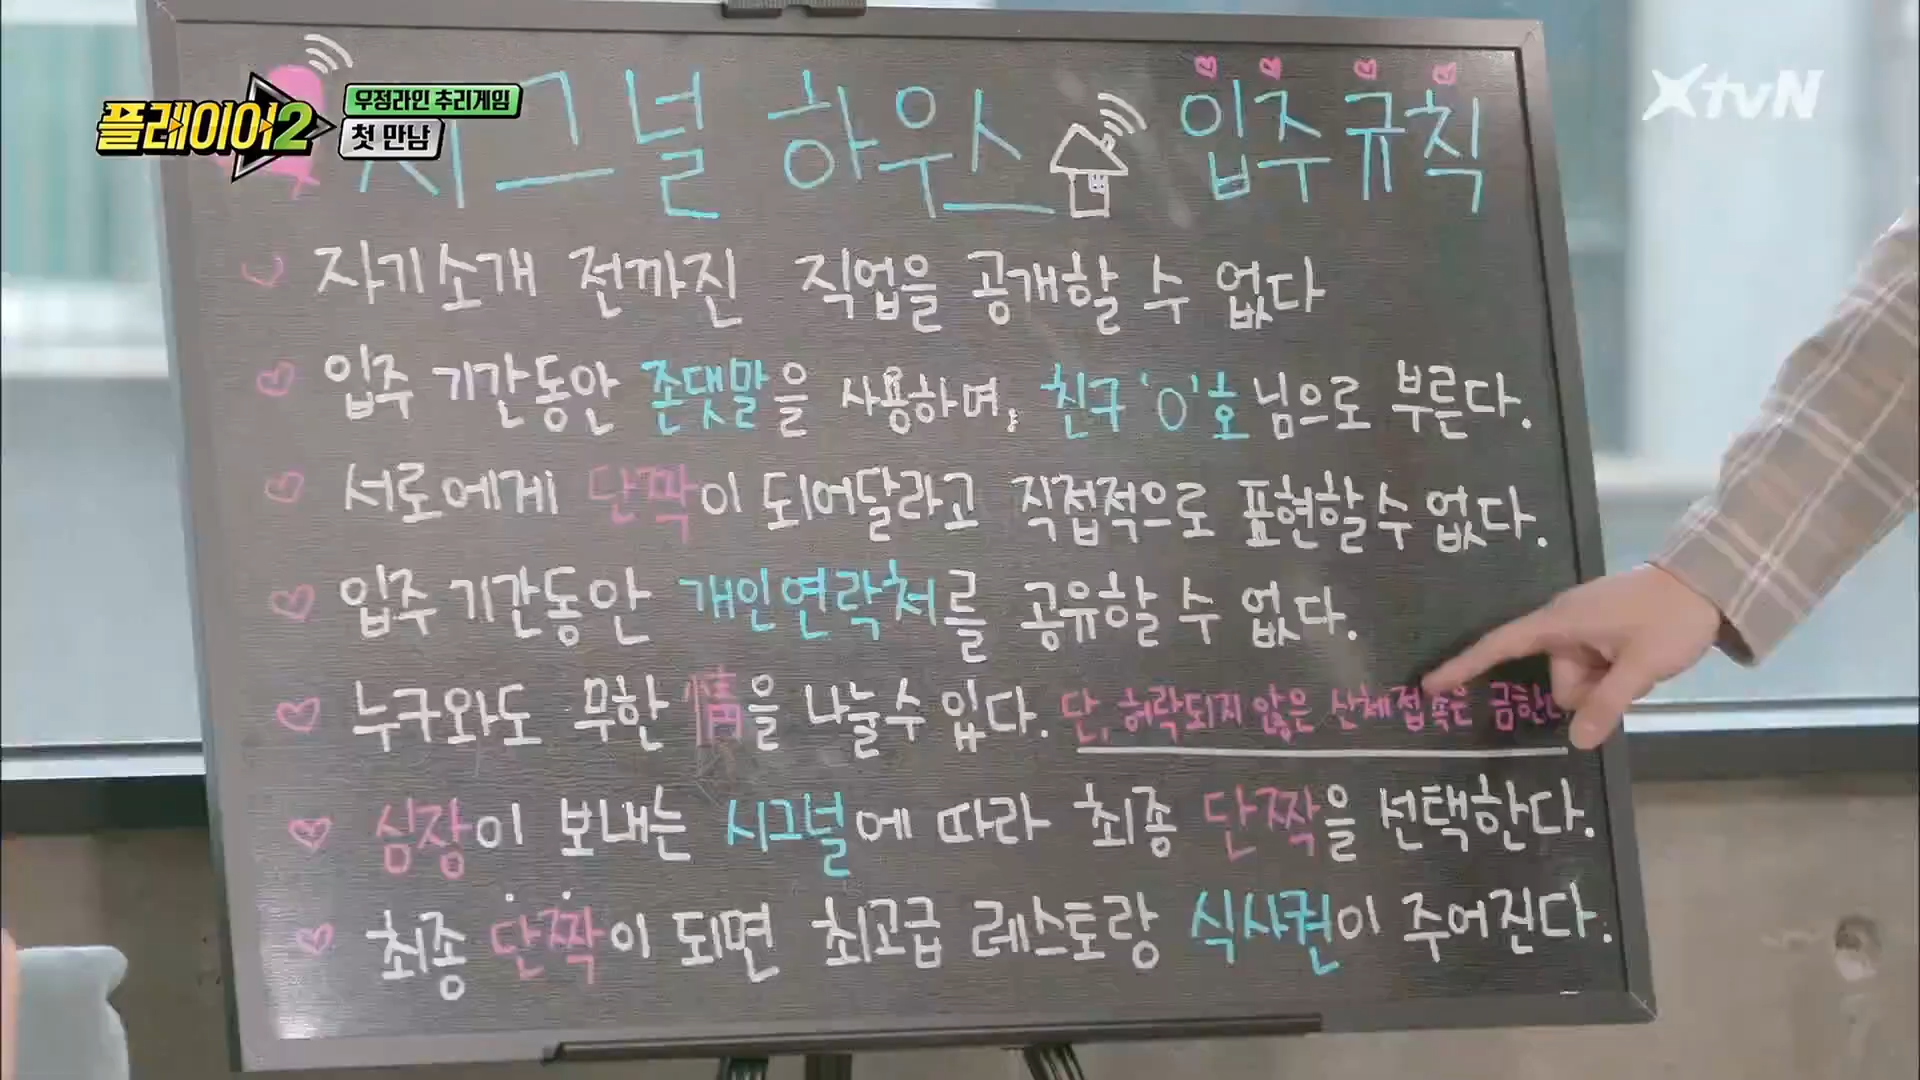 플레이어2
우정라인 추리게임
첫 만남
XtvN
시그널 하우스 입주규칙
자기소개 전까진 직업을 공개할 수 없다
입주 기간동안 존댓말을 사용하며, 친구 'O'호님으로 부른다.
서로에게 단짝이 되어달라고 직접적으로 표현할 수 없다.
입주 기간동안 개인연락처를 공유할 수 없다.
누구와도 무한 情을 나눌 수 있다. 단, 허락되지 않은 신체접촉은 금한다
심장이 보내는 시그널에 따라 최종 단짝을 선택한다.
최종 단짝이 되면 최고급 레스토랑 식사권이 주어진다.